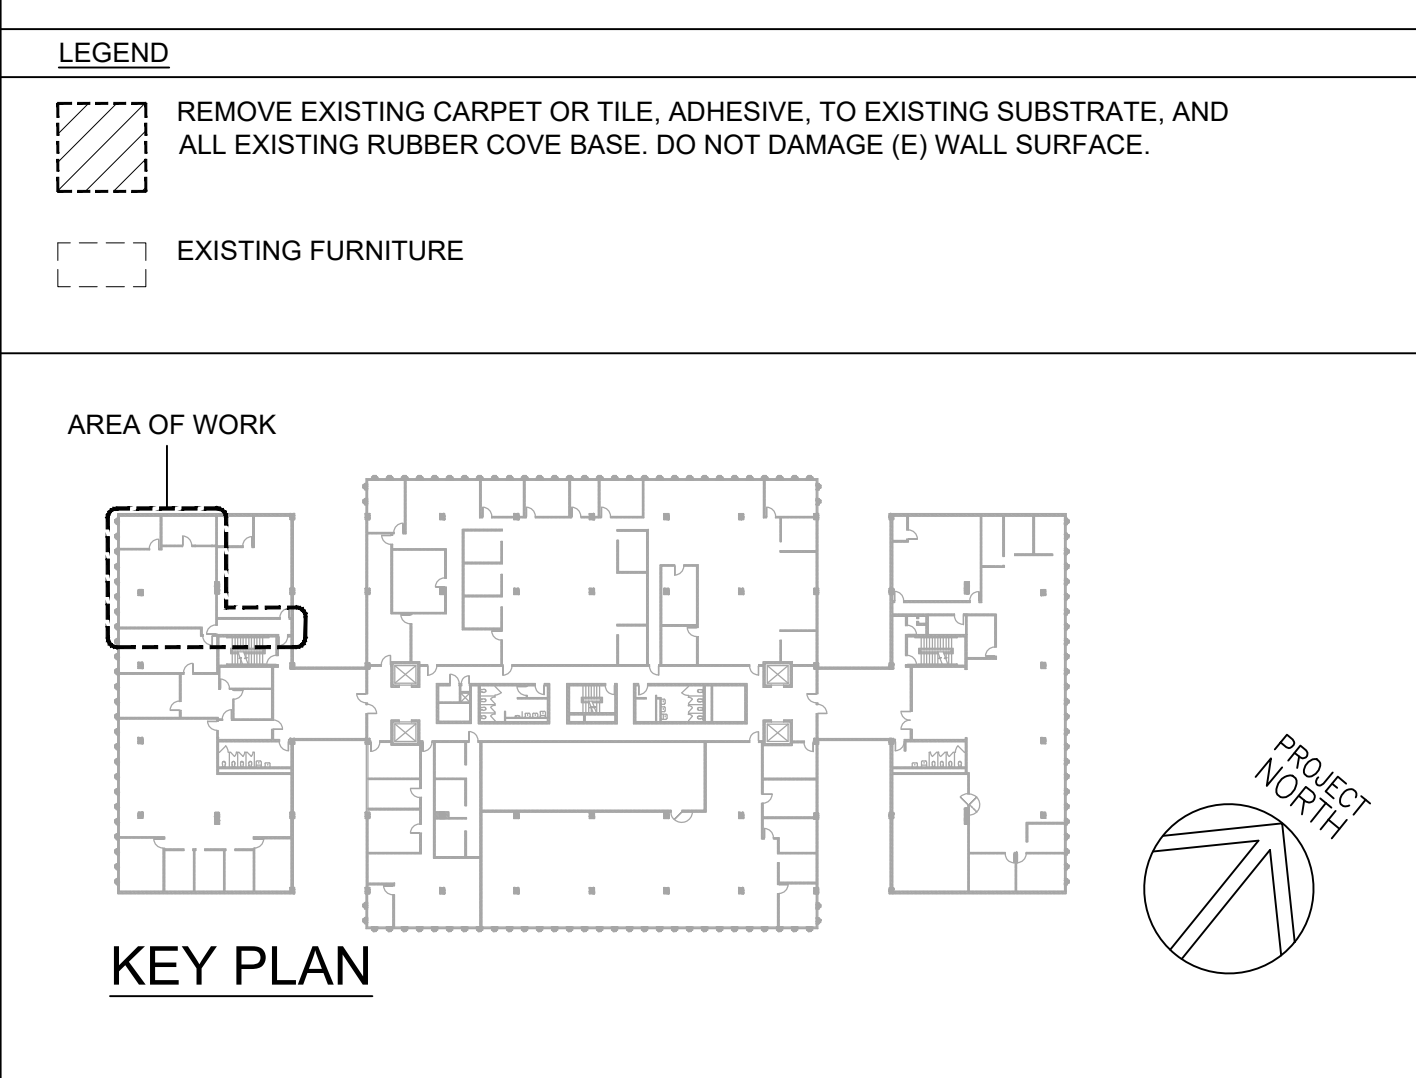 LEGEND
REMOVE EXISTING CARPET OR TILE, ADHESIVE, TO EXISTING SUBSTRATE, AND
ALL EXISTING RUBBER COVE BASE. DO NOT DAMAGE (E) WALL SURFACE.
EXISTING FURNITURE
AREA OF WORK
PROJECT
NORTH
KEY PLAN